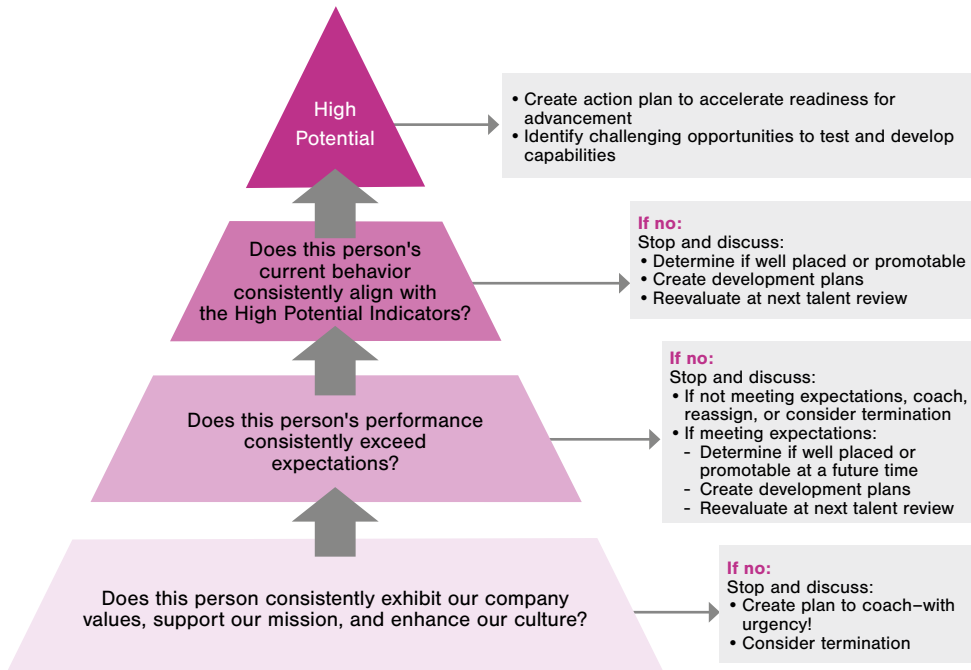 High
Potential
• Create action plan to accelerate readiness for
advancement
• Identify challenging opportunities to test and develop
capabilities
Does this person's
current behavior
consistently align with
the High Potential Indicators?
If no:
Stop and discuss:
• Determine if well placed or promotable
• Create development plans
• Reevaluate at next talent review
Does this person's performance
consistently exceed
expectations?
If no:
Stop and discuss:
• If not meeting expectations, coach,
reassign, or consider termination
• If meeting expectations:
- Determine if well placed or
promotable at a future time
- Create development plans
- Reevaluate at next talent review
Does this person consistently exhibit our company
values, support our mission, and enhance our culture?
If no:
Stop and discuss:
• Create plan to coach–with
urgency!
• Consider termination